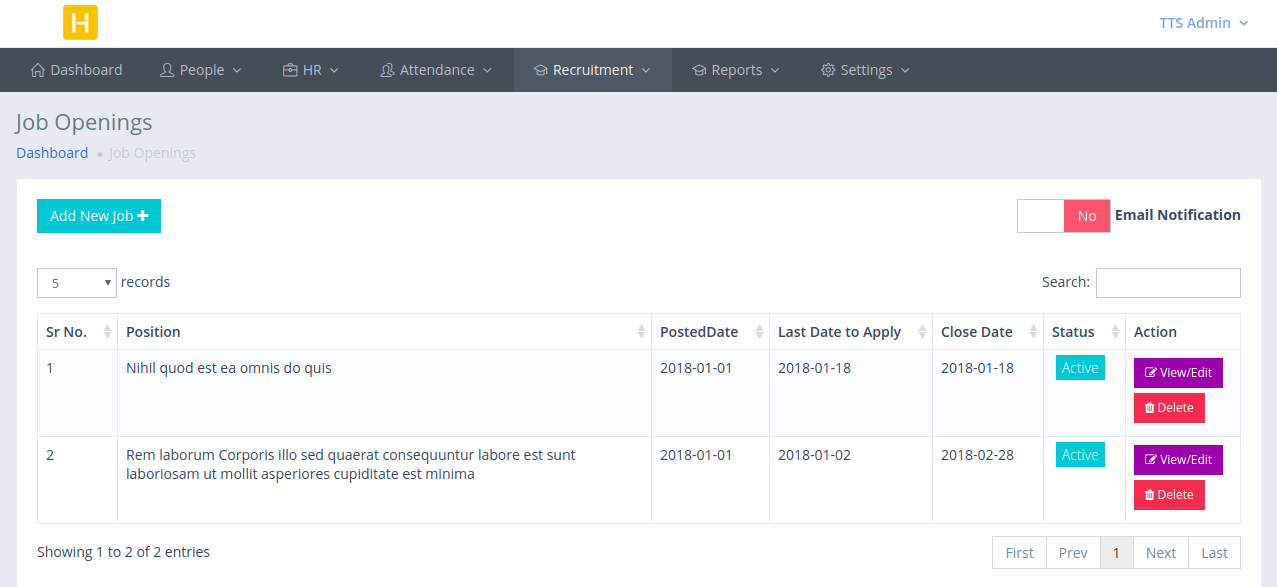 H
TTS Admin
Dashboard People HR Attendance Recruitment Reports Settings
Job Openings
Dashboard • Job Openings
Add New Job No Email Notification
5 records Search:
Sr No. Position PostedDate Last Date to Apply Close Date Status Action
1 Nihil quod est ea omnis do quis 2018-01-01 2018-01-18 2018-01-18 Active View/Edit
Delete
2 Rem laborum Corporis illo sed quaerat consequuntur labore est sunt 2018-01-01 2018-01-02 2018-02-28 Active View/Edit
laboriosam ut mollit asperiores cupiditate est minima
Delete
Showing 1 to 2 of 2 entries First Prev 1 Next Last